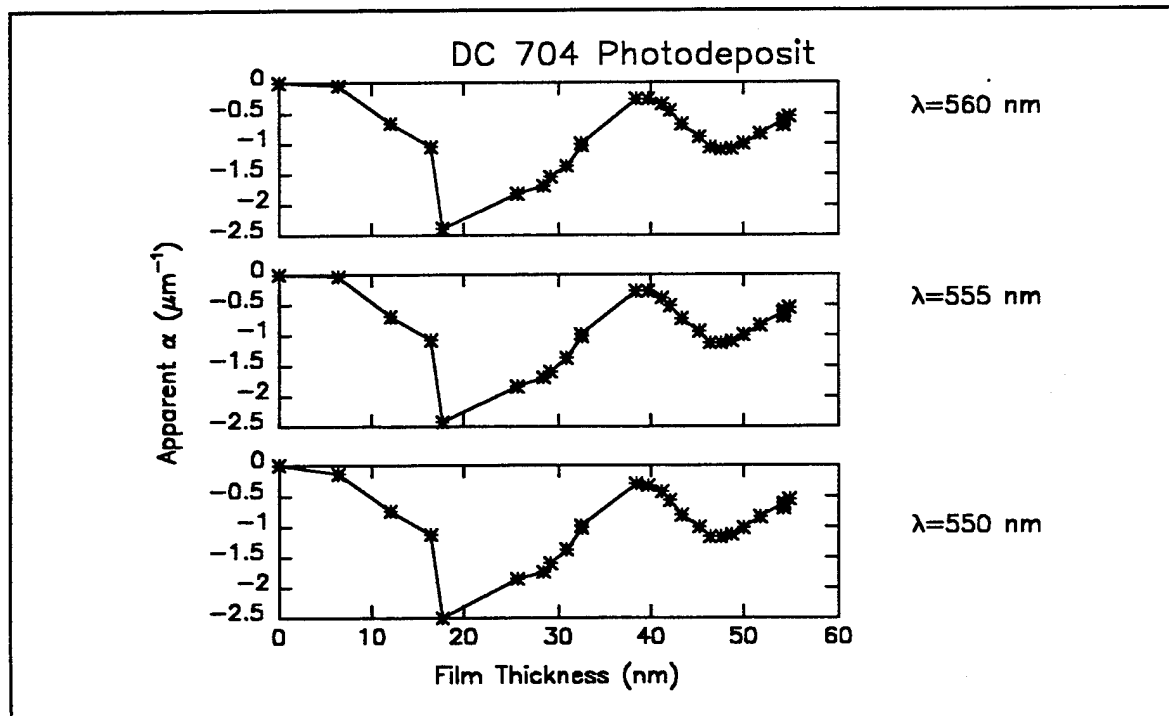 DC 704 Photodeposit
0
-0.5
-1
-1.5
-2
-2.5
λ=560 nm
0
-0.5
-1
-1.5
-2
-2.5
λ=555 nm
0
-0.5
-1
-1.5
-2
-2.5
λ=550 nm
Apparent α (μm⁻¹)
0 10 20 30 40 50 60
Film Thickness (nm)